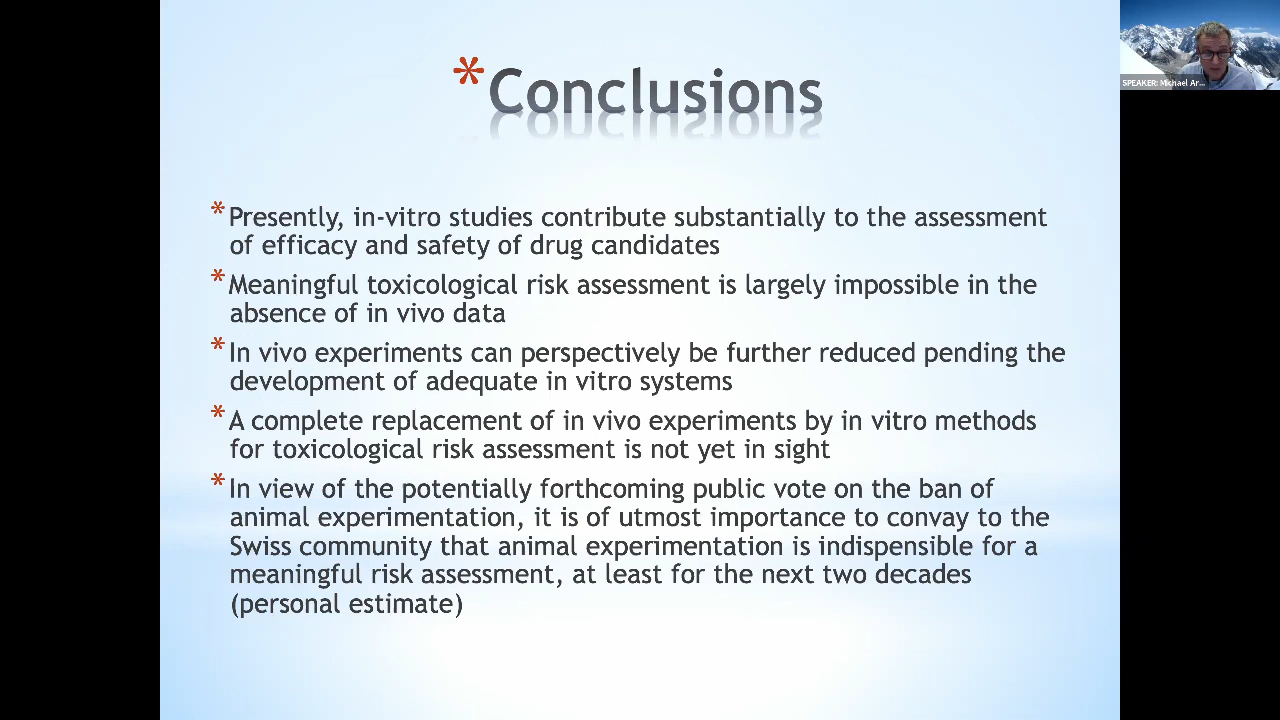 *Conclusions
SPEAKER: Michael Ar...
*Presently, in-vitro studies contribute substantially to the assessment
of efficacy and safety of drug candidates
*Meaningful toxicological risk assessment is largely impossible in the
absence of in vivo data
*In vivo experiments can perspectively be further reduced pending the
development of adequate in vitro systems
*A complete replacement of in vivo experiments by in vitro methods
for toxicological risk assessment is not yet in sight
*In view of the potentially forthcoming public vote on the ban of
animal experimentation, it is of utmost importance to convay to the
Swiss community that animal experimentation is indispensible for a
meaningful risk assessment, at least for the next two decades
(personal estimate)